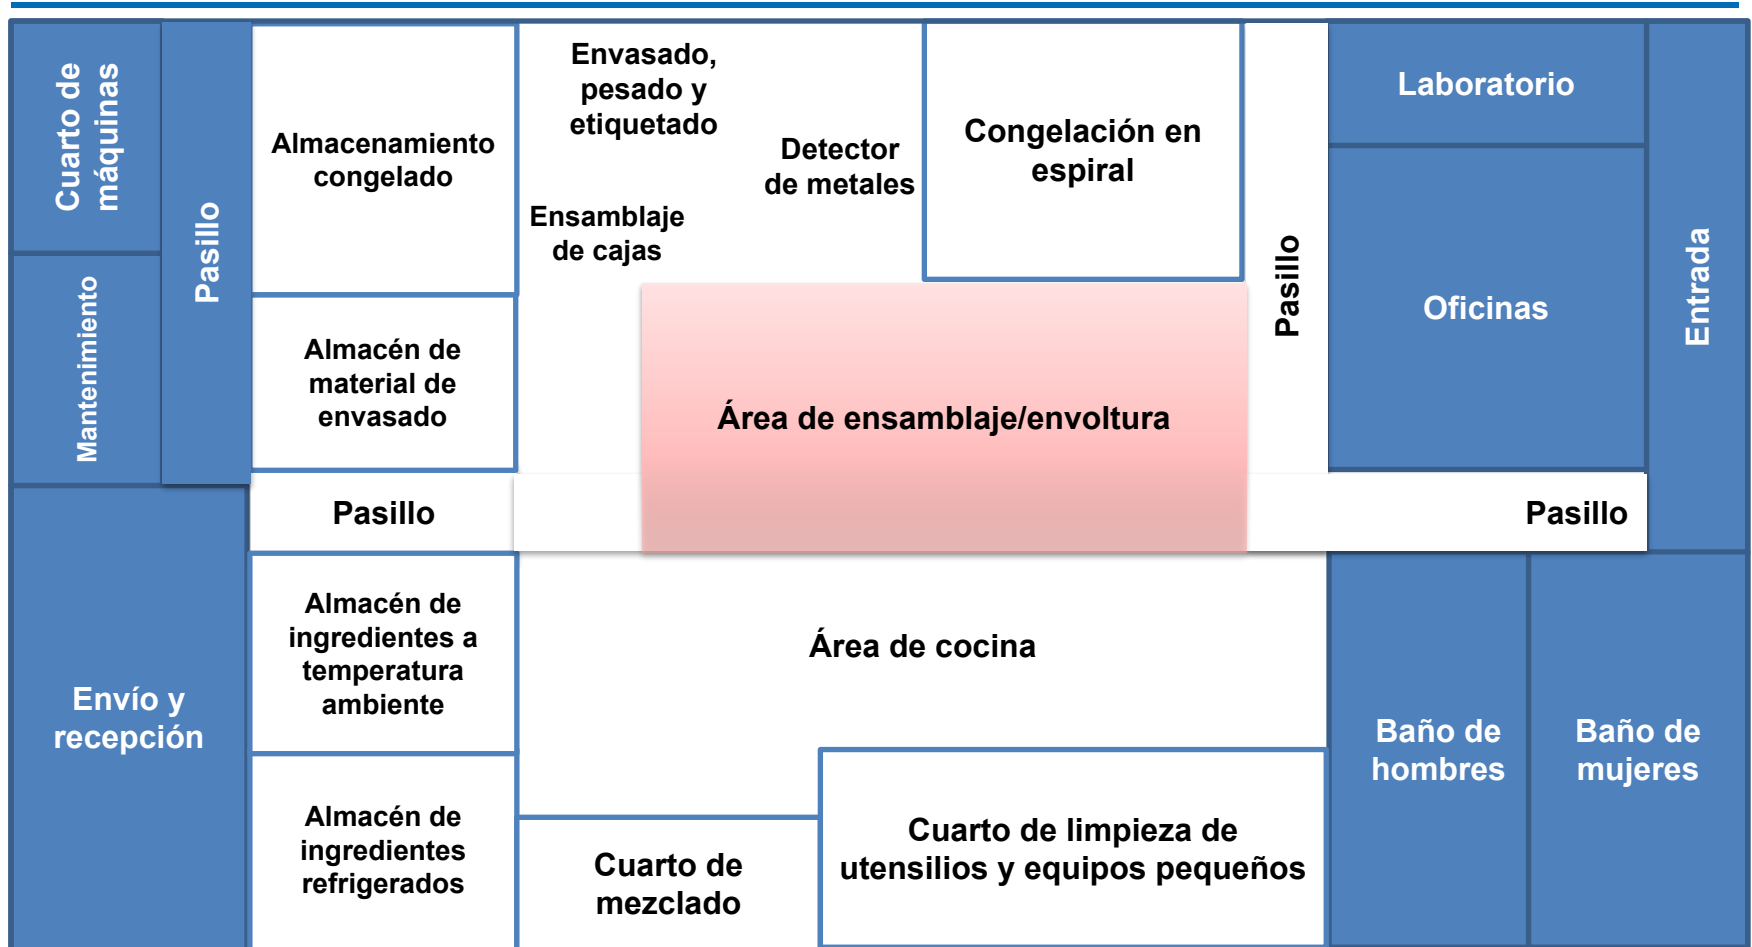 Cuarto de
máquinas
Pasillo
Mantenimiento
Almacenamiento
congelado
Envasado,
pesado y
etiquetado
Detector
de metales
Ensamblaje
de cajas
Congelación en
espiral
Pasillo
Laboratorio
Oficinas
Entrada
Almacén de
material de
envasado
Área de ensamblaje/envoltura
Pasillo
Pasillo
Envío y
recepción
Almacén de
ingredientes a
temperatura
ambiente
Área de cocina
Almacén de
ingredientes
refrigerados
Cuarto de
mezclado
Cuarto de limpieza de
utensilios y equipos pequeños
Baño de
hombres
Baño de
mujeres